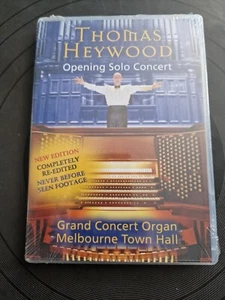 THOMAS
HEYWOOD
Opening Solo Concert
NEW EDITION
COMPLETELY
RE-EDITED
NEVER BEFORE
SEEN FOOTAGE
Grand Concert Organ
Melbourne Town Hall